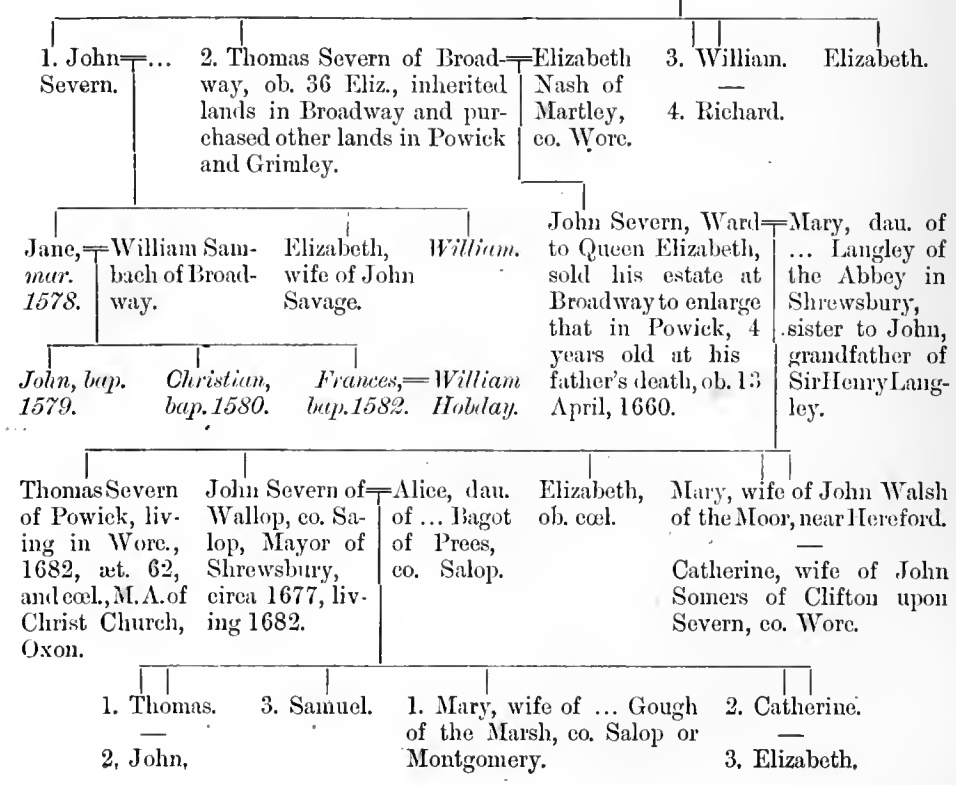 1. John
Severn.
...
2. Thomas Severn of Broad-
way, ob. 36 Eliz., inherited
lands in Broadway and pur-
chased other lands in Powick
and Grimley.
Elizabeth
Nash of
Martley,
co. Worc.
3. William.
—
4. Richard.
Elizabeth.
Jane,
mar.
1578.
William Sam-
bach of Broad-
way.
Elizabeth,
wife of John
Savage.
William.
John Severn, Ward
to Queen Elizabeth,
sold his estate at
Broadway to enlarge
that in Powick, 4
years old at his
father's death, ob. 13
April, 1660.
Mary, dau. of
... Langley of
the Abbey in
Shrewsbury,
sister to John,
grandfather of
Sir Henry Lang-
ley.
John, bap.
1579.
Christian,
bap. 1580.
Frances,
bap. 1582.
William
Hobday.
Thomas Severn
of Powick, liv-
ing in Worc.,
1682, æt. 62,
and cœl., M.A. of
Christ Church,
Oxon.
John Severn of
Wallop, co. Sa-
lop, Mayor of
Shrewsbury,
circa 1677, liv-
ing 1682.
Alice, dau.
of ... Bagot
of Prees,
co. Salop.
Elizabeth,
ob. cœl.
Mary, wife of John Walsh
of the Moor, near Hereford.
—
Catherine, wife of John
Somers of Clifton upon
Severn, co. Worc.
1. Thomas.
—
2. John.
3. Samuel.
1. Mary, wife of ... Gough
of the Marsh, co. Salop or
Montgomery.
2. Catherine.
—
3. Elizabeth.